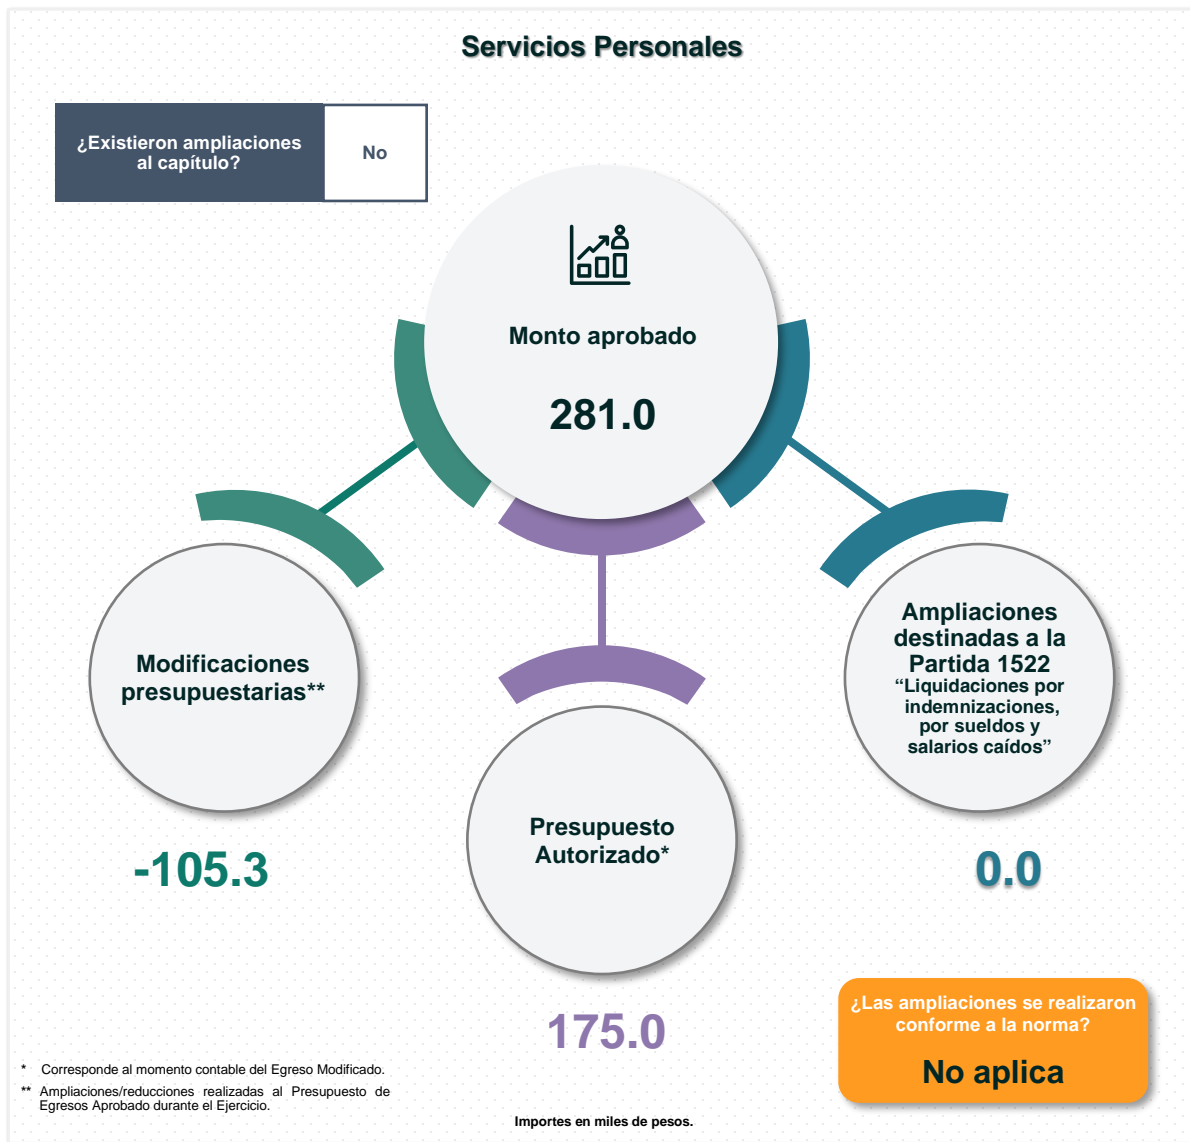 Servicios Personales
¿Existieron ampliaciones
al capítulo?
No
Monto aprobado
281.0
Modificaciones
presupuestarias**
-105.3
Presupuesto
Autorizado*
175.0
Ampliaciones
destinadas a la
Partida 1522
“Liquidaciones por
indemnizaciones,
por sueldos y
salarios caídos”
0.0
¿Las ampliaciones se realizaron
conforme a la norma?
No aplica
* Corresponde al momento contable del Egreso Modificado.
** Ampliaciones/reducciones realizadas al Presupuesto de
Egresos Aprobado durante el Ejercicio.
Importes en miles de pesos.